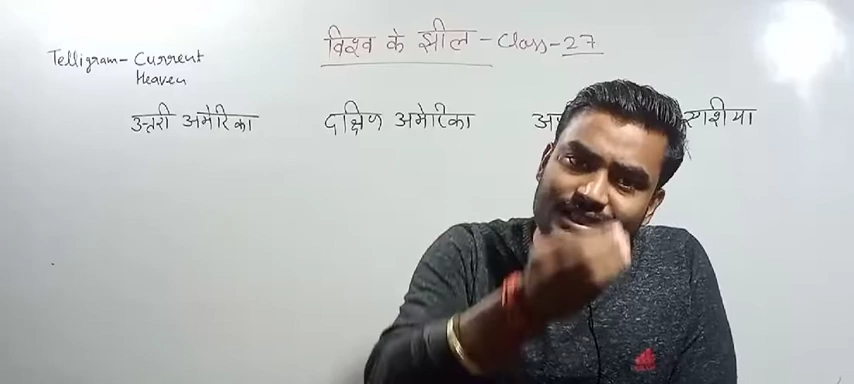 विश्व के झील - Class - 27
Telligram - Current
Heaven
उत्तरी अमेरिका
दक्षिण अमेरिका